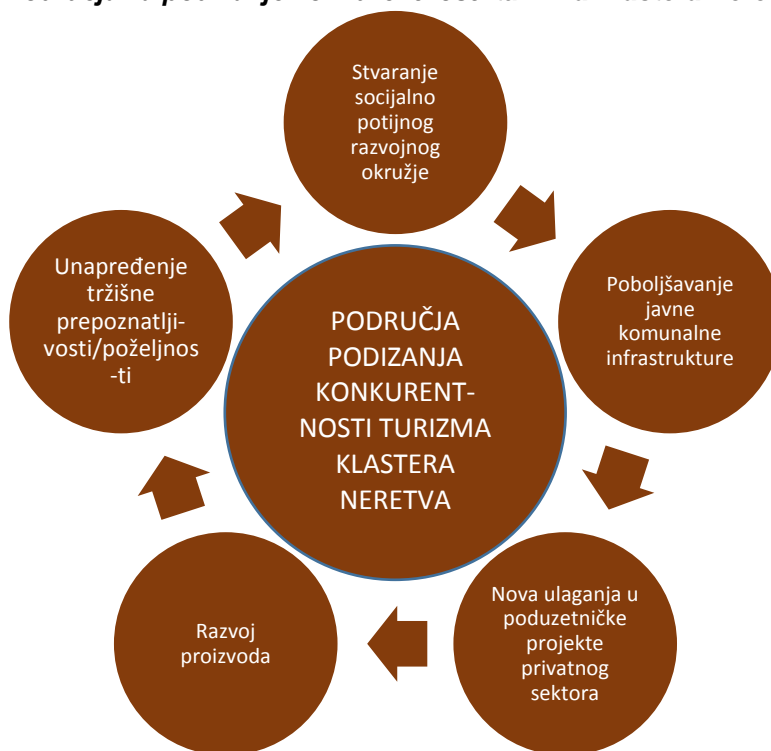 Stvaranje
socijalno
potijnog
razvojnog
okružje
Unapređenje
tržišne
prepoznatlji-
vosti/poželjnos
-ti
Poboljšavanje
javne
komunalne
infrastrukture
PODRUČJA
PODIZANJA
KONKURENT-
NOSTI TURIZMA
KLASTERA
NERETVA
Nova ulaganja u
poduzetničke
projekte
privatnog
sektora
Razvoj
proizvoda